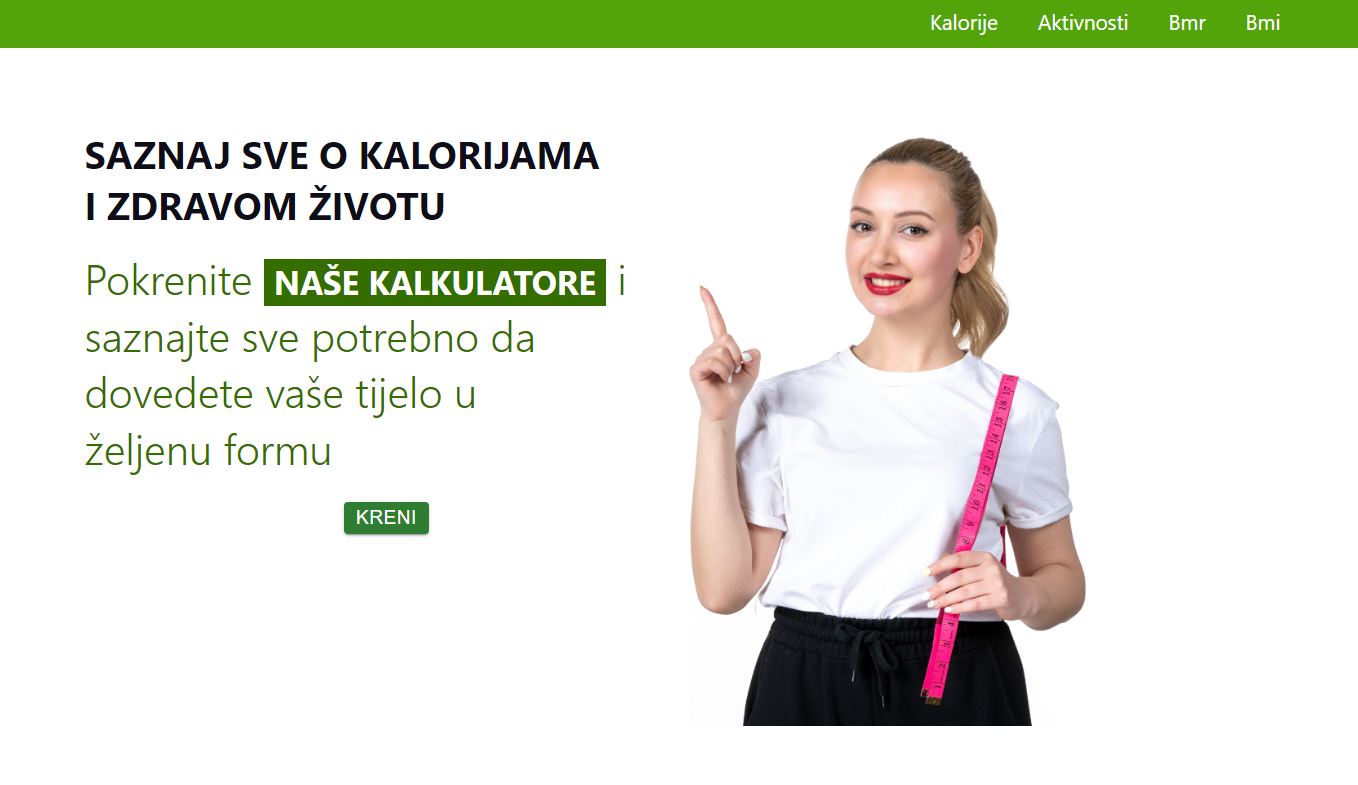 Kalorije Aktivnosti Bmr Bmi
SAZNAJ SVE O KALORIJAMA
I ZDRAVOM ŽIVOTU
Pokrenite NAŠE KALKULATORE i
saznajte sve potrebno da
dovedete vaše tijelo u
željenu formu
KRENI